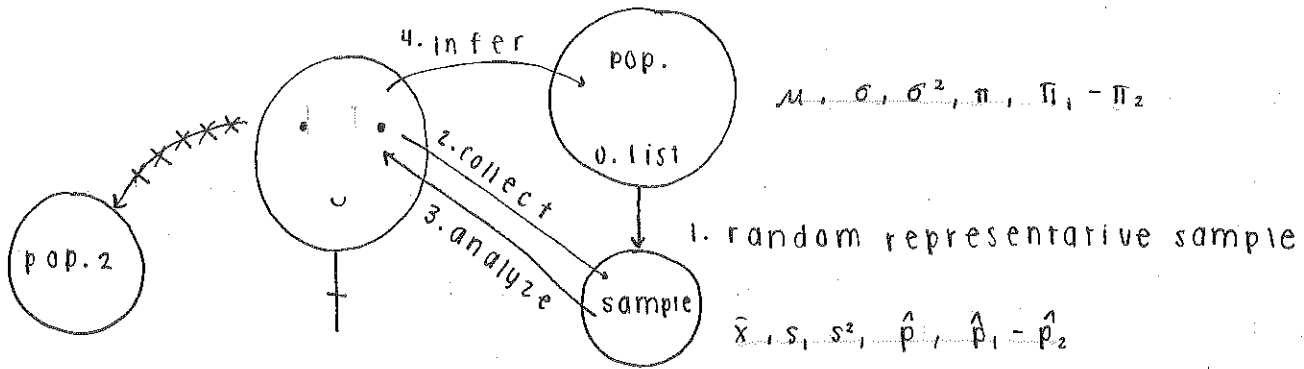 4. infer
pop.
μ, σ, σ², π, π₁ - π₂
0. list
2. collect
3. analyze
pop. 2
1. random representative sample
sample
x̄, s, s², p̂, p̂₁ - p̂₂